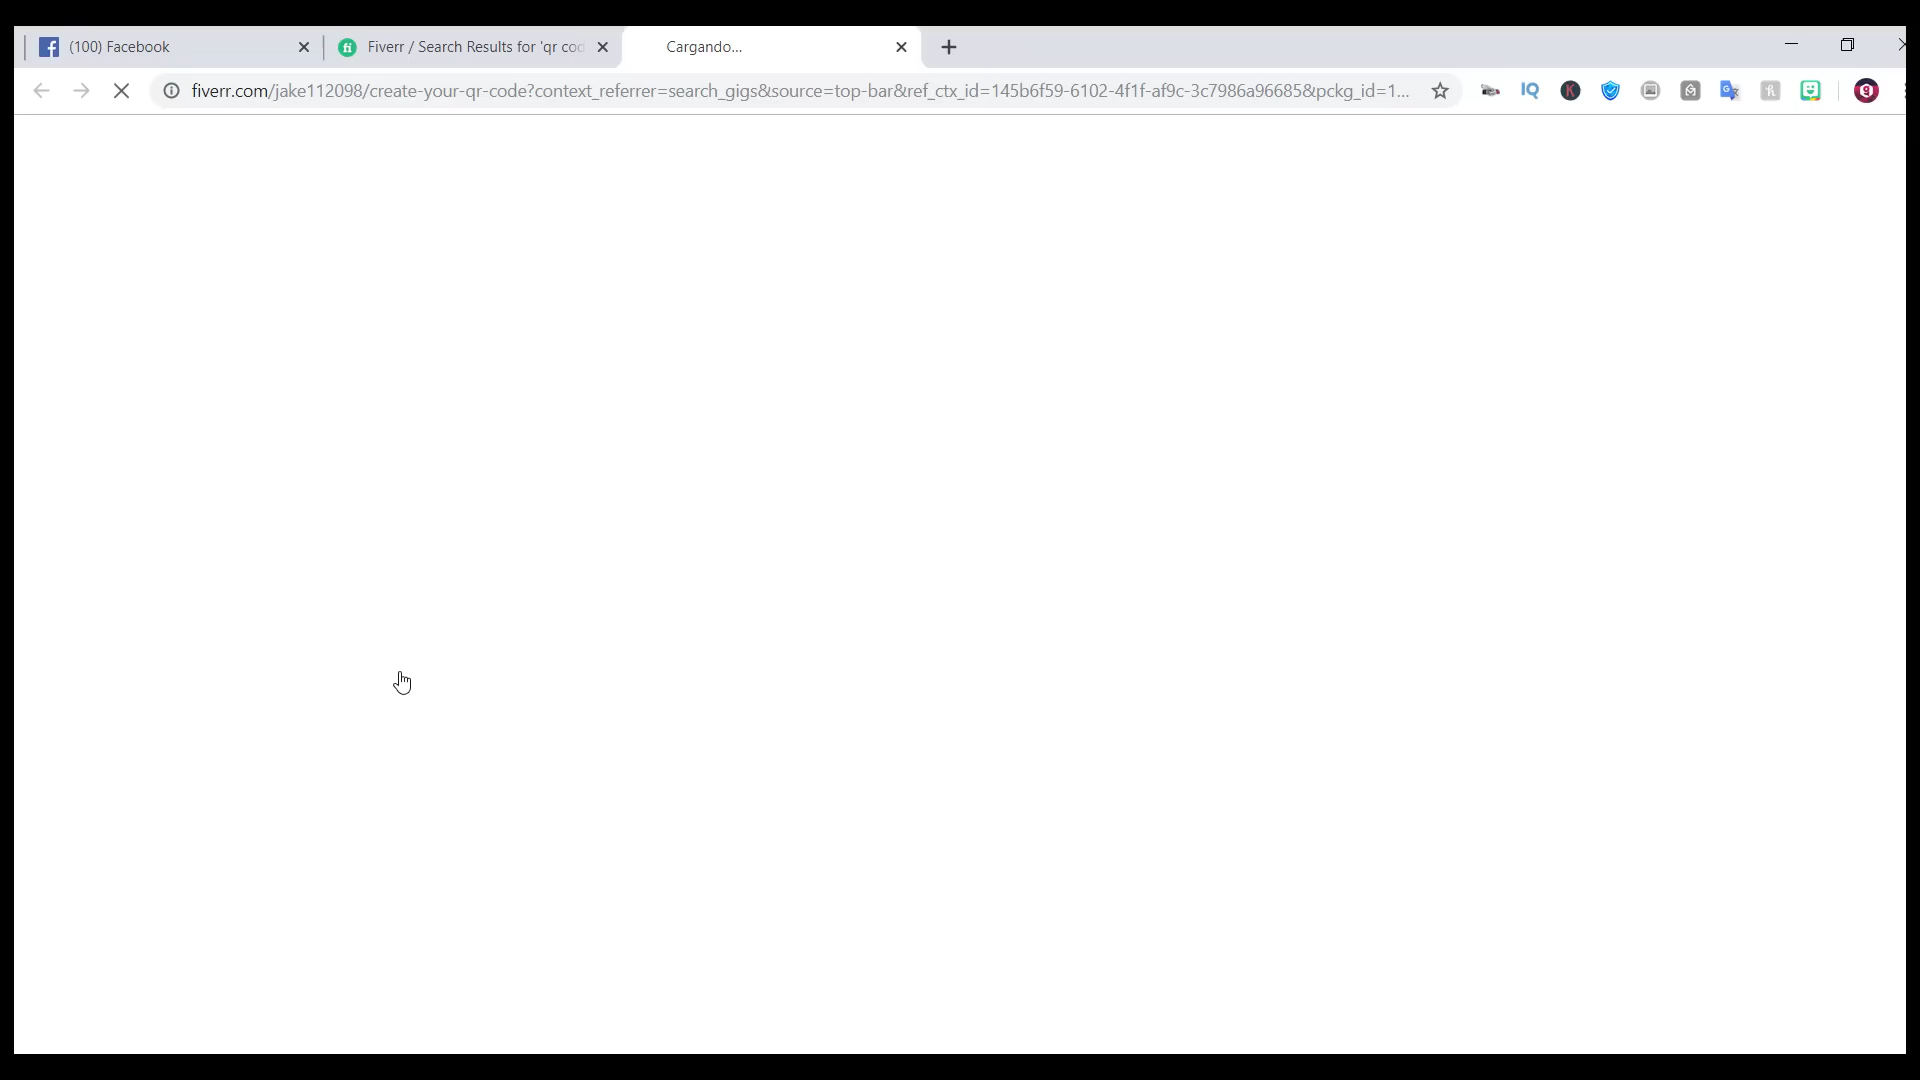 (100) Facebook
Fiverr / Search Results for 'qr cod
Cargando...
fiverr.com/jake112098/create-your-qr-code?context_referrer=search_gigs&source=top-bar&ref_ctx_id=145b6f59-6102-4f1f-af9c-3c7986a96685&pckg_id=1...
IQ